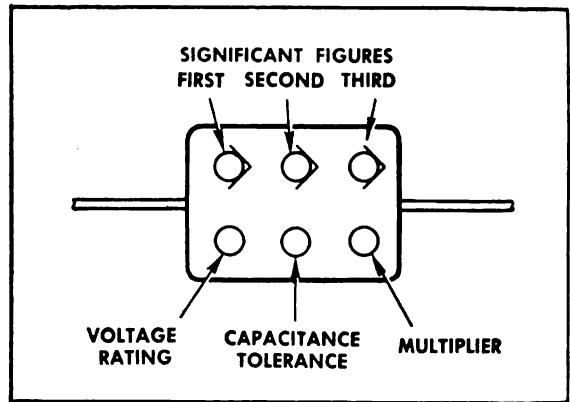 SIGNIFICANT FIGURES
FIRST SECOND THIRD
VOLTAGE
RATING
CAPACITANCE
TOLERANCE
MULTIPLIER